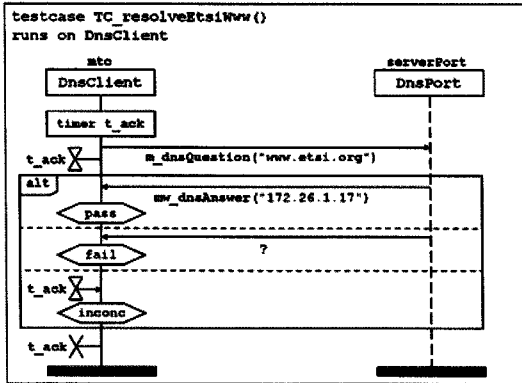 testcase TC_resolveEtsiWww()
runs on DnsClient
mtc
serverPort
DnsClient
DnsPort
timer t_ack
t_ack
m_dnsQuestion("www.etsi.org")
alt
mw_dnsAnswer("172.26.1.17")
pass
?
fail
t_ack
inconc
t_ack